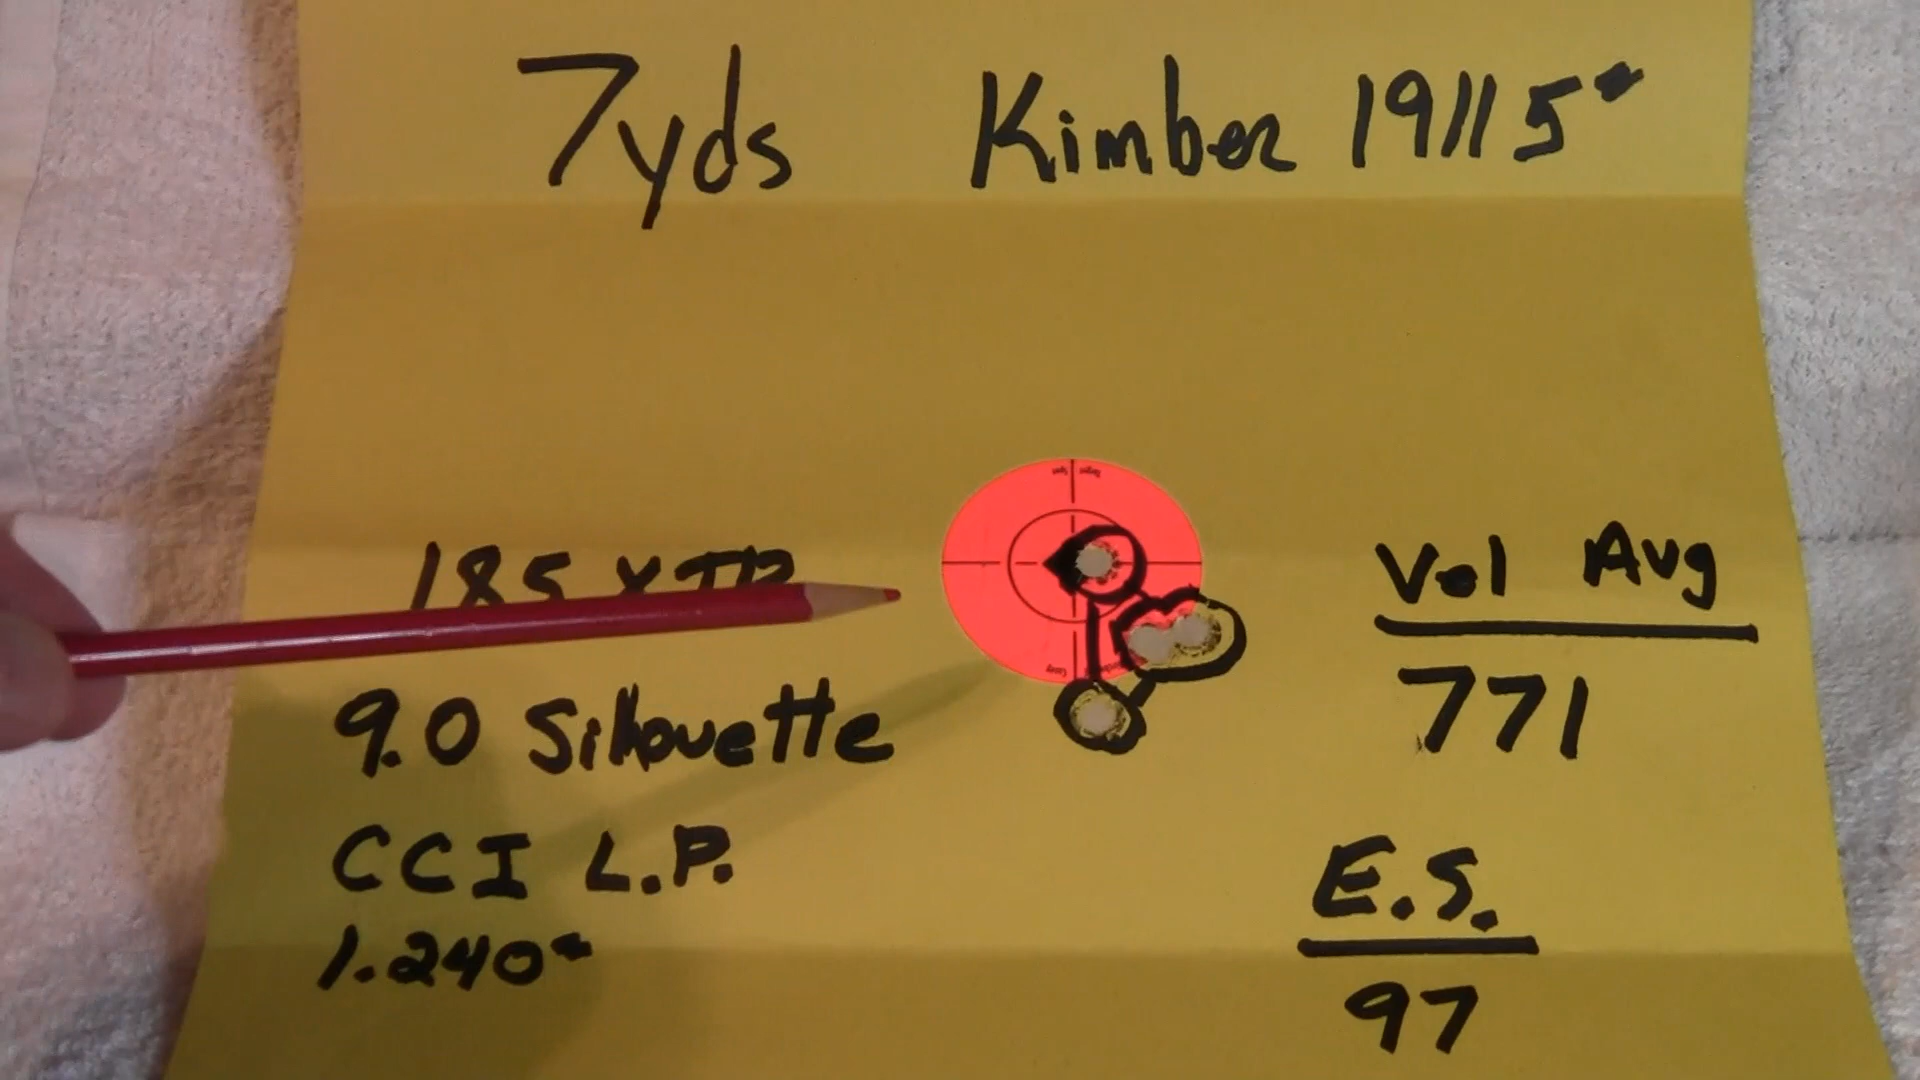 7yds Kimber 1911 5"
185 XTP
9.0 Silhouette
CCI L.P.
1.240"
Vel Avg
771
E.S.
97